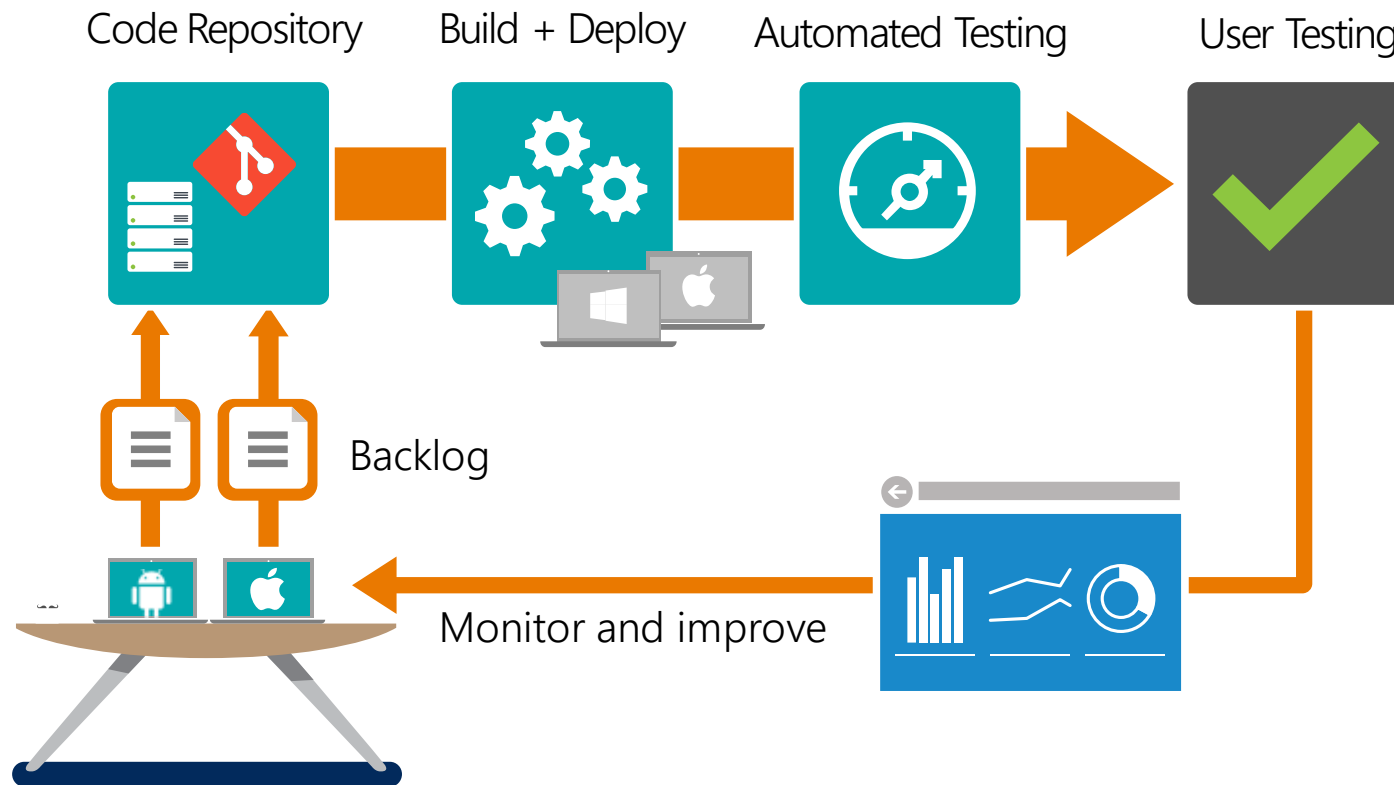 Code Repository
Build + Deploy
Automated Testing
User Testing
Backlog
Monitor and improve